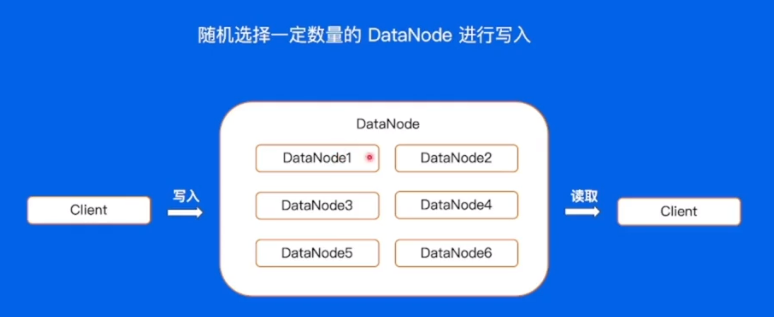 随机选择一定数量的 DataNode 进行写入
DataNode
DataNode1
DataNode2
写入
读取
Client
DataNode3
DataNode4
Client
DataNode5
DataNode6